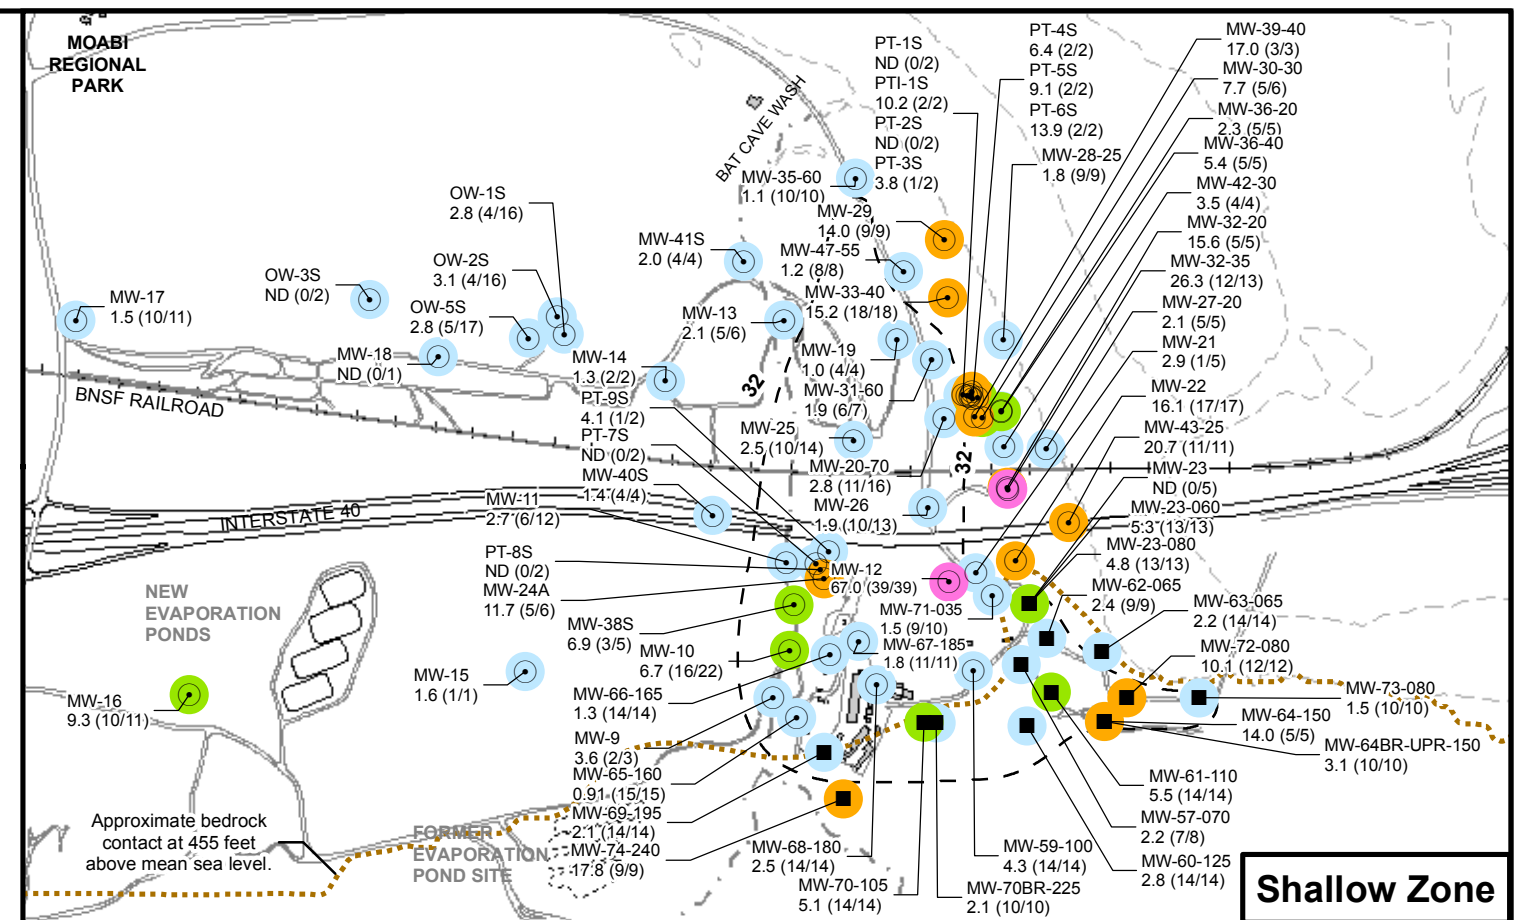 MOABI
REGIONAL
PARK
BAT CAVE WASH
PT-1S
ND (0/2)
PTI-1S
10.2 (2/2)
PT-2S
ND (0/2)
PT-3S
3.8 (1/2)
PT-4S
6.4 (2/2)
PT-5S
9.1 (2/2)
PT-6S
13.9 (2/2)
MW-28-25
1.8 (9/9)
MW-39-40
17.0 (3/3)
MW-30-30
7.7 (5/6)
MW-36-20
2.3 (5/5)
MW-36-40
5.4 (5/5)
MW-42-30
3.5 (4/4)
MW-32-20
15.6 (5/5)
MW-32-35
26.3 (12/13)
MW-27-20
2.1 (5/5)
MW-21
2.9 (1/5)
MW-22
16.1 (17/17)
MW-43-25
20.7 (11/11)
MW-23
ND (0/5)
MW-23-060
5.3 (13/13)
MW-23-080
4.8 (13/13)
MW-62-065
2.4 (9/9)
MW-63-065
2.2 (14/14)
MW-72-080
10.1 (12/12)
MW-73-080
1.5 (10/10)
MW-64-150
14.0 (5/5)
MW-64BR-UPR-150
3.1 (10/10)
MW-61-110
5.5 (14/14)
MW-57-070
2.2 (7/8)
MW-60-125
2.8 (14/14)
MW-35-60
1.1 (10/10)
MW-29
14.0 (9/9)
MW-47-55
1.2 (8/8)
MW-33-40
15.2 (18/18)
MW-41S
2.0 (4/4)
MW-13
2.1 (5/6)
MW-19
1.0 (4/4)
MW-31-60
1.9 (6/7)
MW-25
2.5 (10/14)
MW-20-70
2.8 (11/16)
MW-26
1.9 (10/13)
32
32
OW-1S
2.8 (4/16)
OW-2S
3.1 (4/16)
OW-3S
ND (0/2)
OW-5S
2.8 (5/17)
MW-17
1.5 (10/11)
MW-18
ND (0/1)
MW-14
1.3 (2/2)
PT-9S
4.1 (1/2)
PT-7S
ND (0/2)
MW-40S
1.4 (4/4)
BNSF RAILROAD
INTERSTATE 40
MW-11
2.7 (6/12)
PT-8S
ND (0/2)
MW-24A
11.7 (5/6)
MW-12
67.0 (39/39)
MW-71-035
1.5 (9/10)
MW-67-185
1.8 (11/11)
MW-38S
6.9 (3/5)
MW-10
6.7 (16/22)
NEW
EVAPORATION
PONDS
MW-15
1.6 (1/1)
MW-16
9.3 (10/11)
MW-66-165
1.3 (14/14)
MW-9
3.6 (2/3)
MW-65-160
0.91 (15/15)
MW-69-195
2.1 (14/14)
MW-74-240
17.8 (9/9)
MW-68-180
2.5 (14/14)
MW-70-105
5.1 (14/14)
MW-59-100
4.3 (14/14)
MW-70BR-225
2.1 (10/10)
FORMER
EVAPORATION
POND SITE
Approximate bedrock
contact at 455 feet
above mean sea level.
Shallow Zone